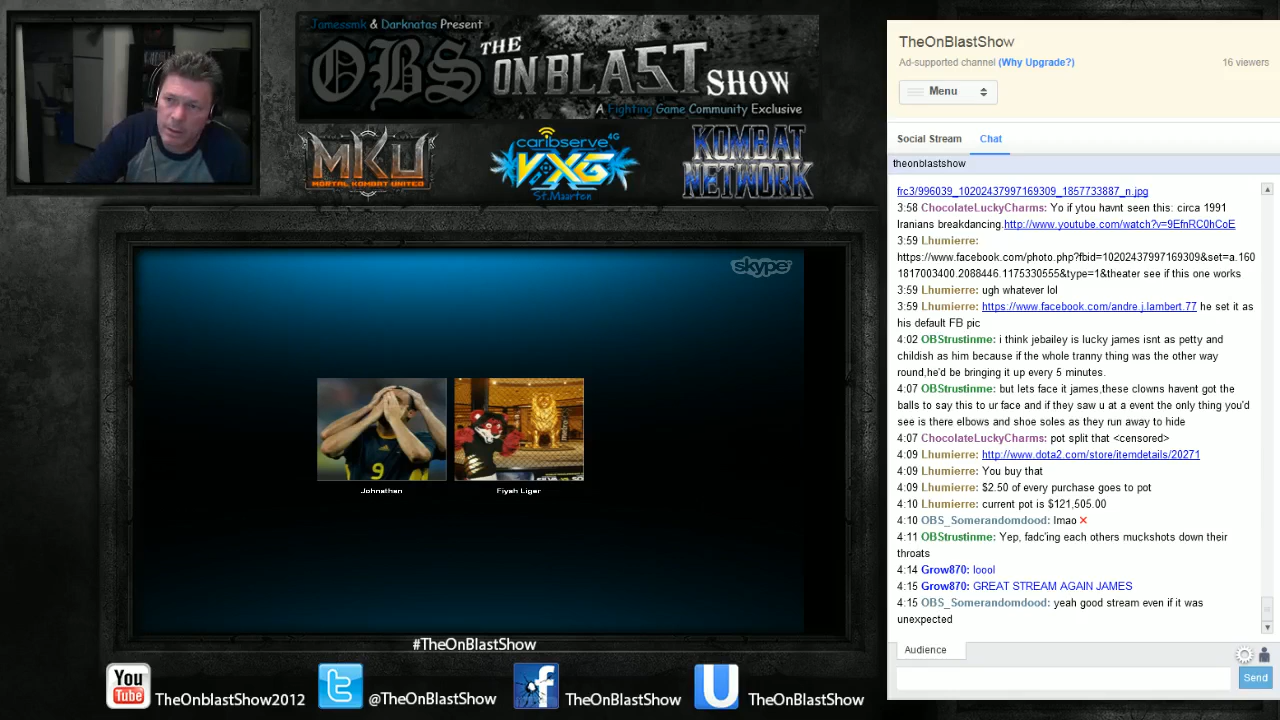 Jamessmk & Darknatas Present
OBS THE ON BLAST SHOW
A Fighting Game Community Exclusive
MKU
MORTAL KOMBAT UNITED
caribserve 4G
VXG
St.Maarten
KOMBAT
NETWORK
skype
9
Johnathan
Fiyah Liger
#TheOnBlastShow
You
Tube
TheOnblastShow2012
@TheOnBlastShow
TheOnBlastShow
TheOnBlastShow
TheOnBlastShow
Ad-supported channel (Why Upgrade?)
16 viewers
Menu
Social Stream
Chat
theonblastshow
frc3/996039_10202437997169309_1857733887_n.jpg
3:58 ChocolateLuckyCharms: Yo if ytou havnt seen this: circa 1991
Iranians breakdancing.http://www.youtube.com/watch?v=9EfnRC0hCoE
3:59 Lhumierre:
https://www.facebook.com/photo.php?fbid=10202437997169309&set=a.160
1817003400.2088446.1175330555&type=1&theater see if this one works
3:59 Lhumierre: ugh whatever lol
3:59 Lhumierre: https://www.facebook.com/andre.j.lambert.77 he set it as
his default FB pic
4:02 OBStrustinme: i think jebailey is lucky james isnt as petty and
childish as him because if the whole tranny thing was the other way
round,he'd be bringing it up every 5 minutes.
4:07 OBStrustinme: but lets face it james,these clowns havent got the
balls to say this to ur face and if they saw u at a event the only thing you'd
see is there elbows and shoe soles as they run away to hide
4:07 ChocolateLuckyCharms: pot split that <censored>
4:09 Lhumierre: http://www.dota2.com/store/itemdetails/20271
4:09 Lhumierre: You buy that
4:09 Lhumierre: $2.50 of every purchase goes to pot
4:10 Lhumierre: current pot is $121,505.00
4:10 OBS_Somerandomdood: lmao
4:11 OBStrustinme: Yep, fadc'ing each others muckshots down their
throats
4:14 Grow870: loool
4:15 Grow870: GREAT STREAM AGAIN JAMES
4:15 OBS_Somerandomdood: yeah good stream even if it was
unexpected
Audience
Send